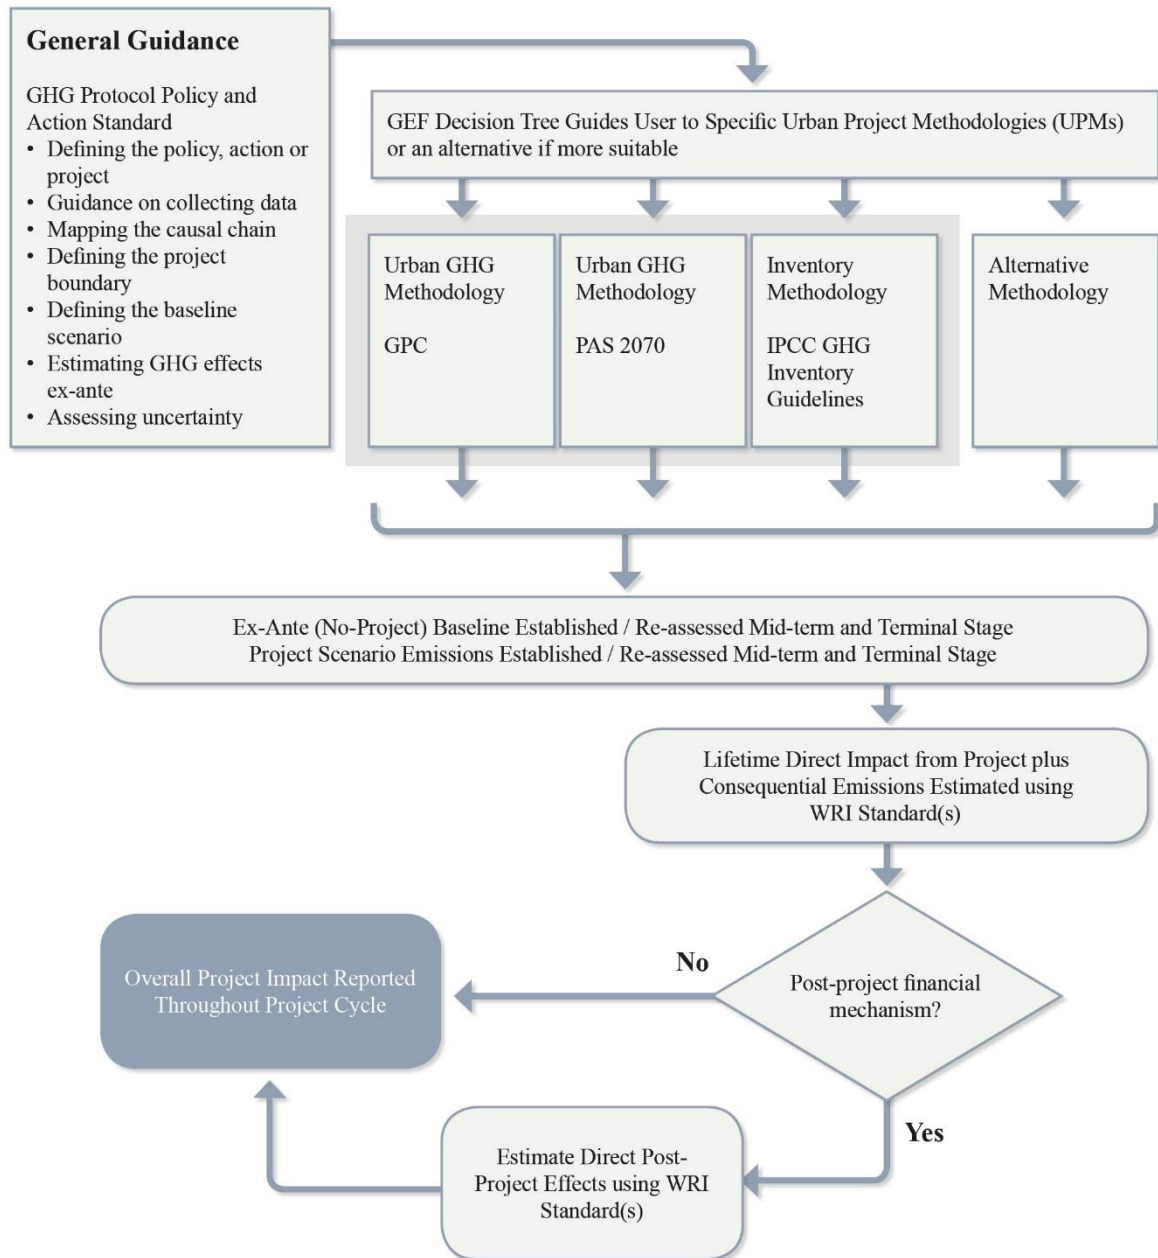 General Guidance
GHG Protocol Policy and
Action Standard
• Defining the policy, action or
project
• Guidance on collecting data
• Mapping the causal chain
• Defining the project
boundary
• Defining the baseline
scenario
• Estimating GHG effects
ex-ante
• Assessing uncertainty
GEF Decision Tree Guides User to Specific Urban Project Methodologies (UPMs)
or an alternative if more suitable
Urban GHG
Methodology
GPC
Urban GHG
Methodology
PAS 2070
Inventory
Methodology
IPCC GHG
Inventory
Guidelines
Alternative
Methodology
Ex-Ante (No-Project) Baseline Established / Re-assessed Mid-term and Terminal Stage
Project Scenario Emissions Established / Re-assessed Mid-term and Terminal Stage
Lifetime Direct Impact from Project plus
Consequential Emissions Estimated using
WRI Standard(s)
Post-project financial
mechanism?
No
Overall Project Impact Reported
Throughout Project Cycle
Yes
Estimate Direct Post-
Project Effects using WRI
Standard(s)